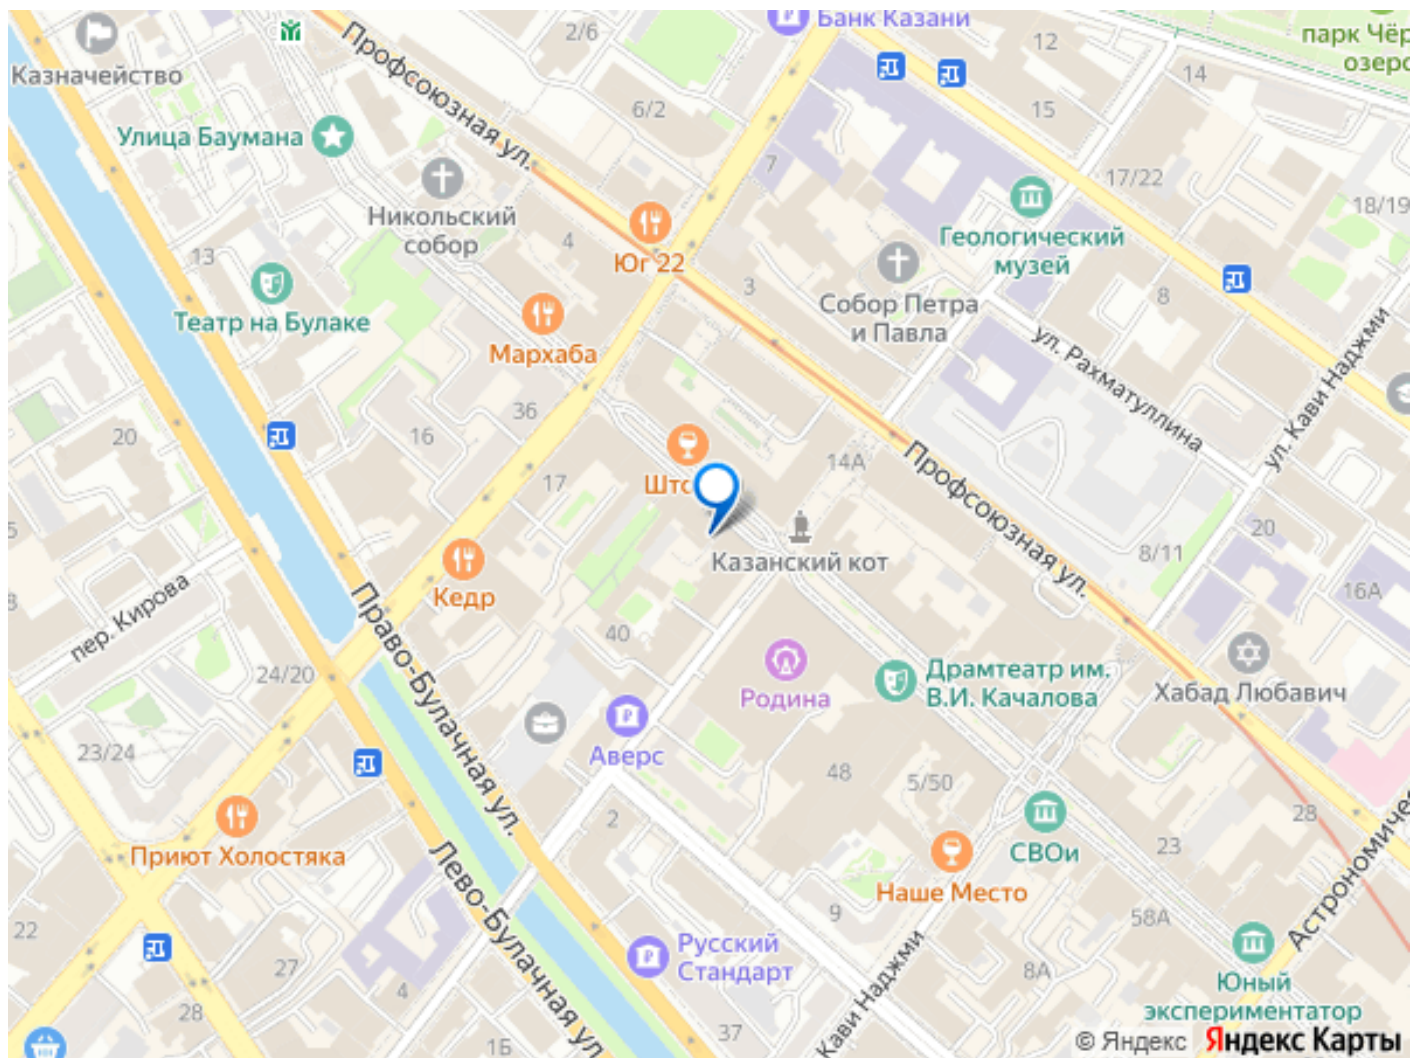 Банк Казани
2/6
12
парк Чёр
озеро
14
Казначейство
Профсоюзная ул.
6/2
15
Улица Баумана
7
17/22
Никольский
собор
18/19
4
Геологический
музей
Юг 22
13
3
8
Собор Петра
и Павла
Театр на Булаке
Мархаба
ул. Рахматуллина
ул. Кави Наджми
36
20
16
14А
Профсоюзная ул.
17
20
8/11
Казанский кот
16А
Кедр
пер. Кирова
Право-Булачная ул.
40
24/20
Драмтеатр им.
В.И. Качалова
Хабад Любавич
Родина
23/24
Аверс
48
5/50
2
28
Приют Холостяка
СВОи
23
Лево-Булачная ул.
Наше Место
Астрономичес
9
58А
22
Русский
Стандарт
27
4
8А
Юный
экспериментатор
28
37
1Б
Кави Наджми
© Яндекс Яндекс Карты